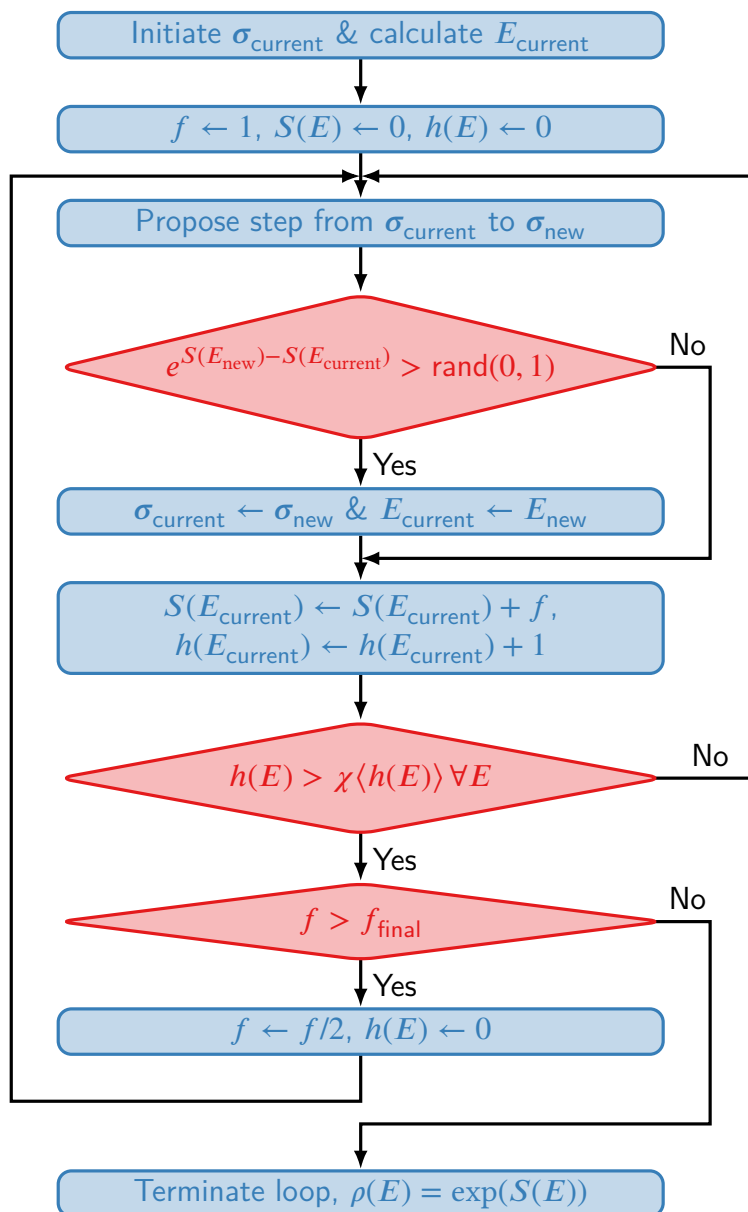 Initiate σ_current & calculate E_current
f ← 1, S(E) ← 0, h(E) ← 0
Propose step from σ_current to σ_new
e^{S(E_new)−S(E_current)} > rand(0, 1)
No
Yes
σ_current ← σ_new & E_current ← E_new
S(E_current) ← S(E_current) + f,
h(E_current) ← h(E_current) + 1
h(E) > χ⟨h(E)⟩ ∀E
No
Yes
f > f_final
No
Yes
f ← f/2, h(E) ← 0
Terminate loop, ρ(E) = exp(S(E))